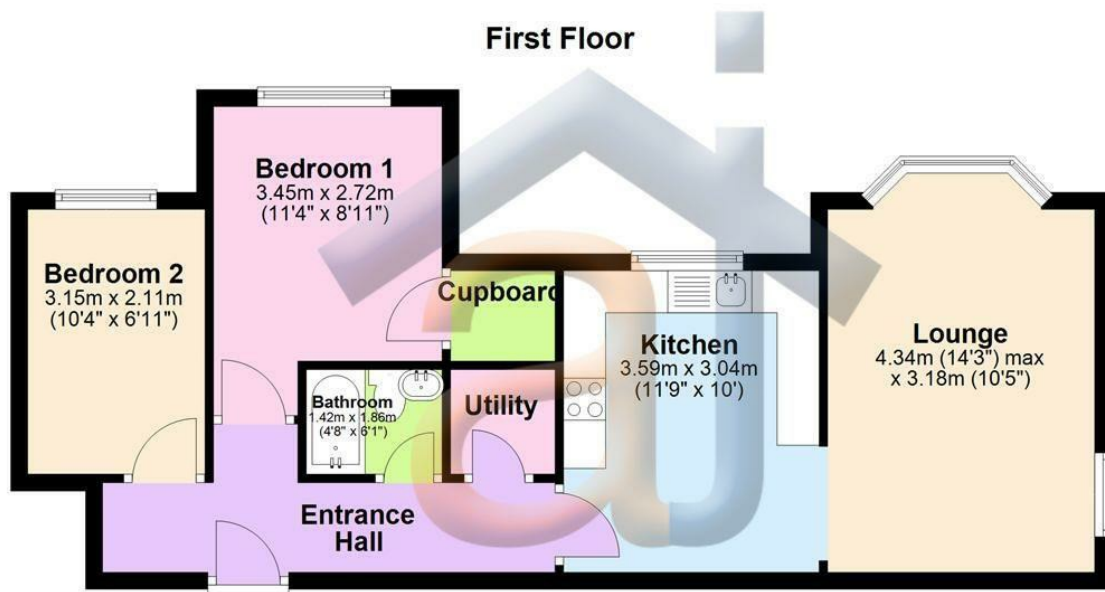 First Floor
Bedroom 1
3.45m x 2.72m
(11'4" x 8'11")
Bedroom 2
3.15m x 2.11m
(10'4" x 6'11")
Cupboard
Kitchen
3.59m x 3.04m
(11'9" x 10')
Lounge
4.34m (14'3") max
x 3.18m (10'5")
Bathroom
1.42m x 1.86m
(4'8" x 6'1")
Utility
Entrance
Hall